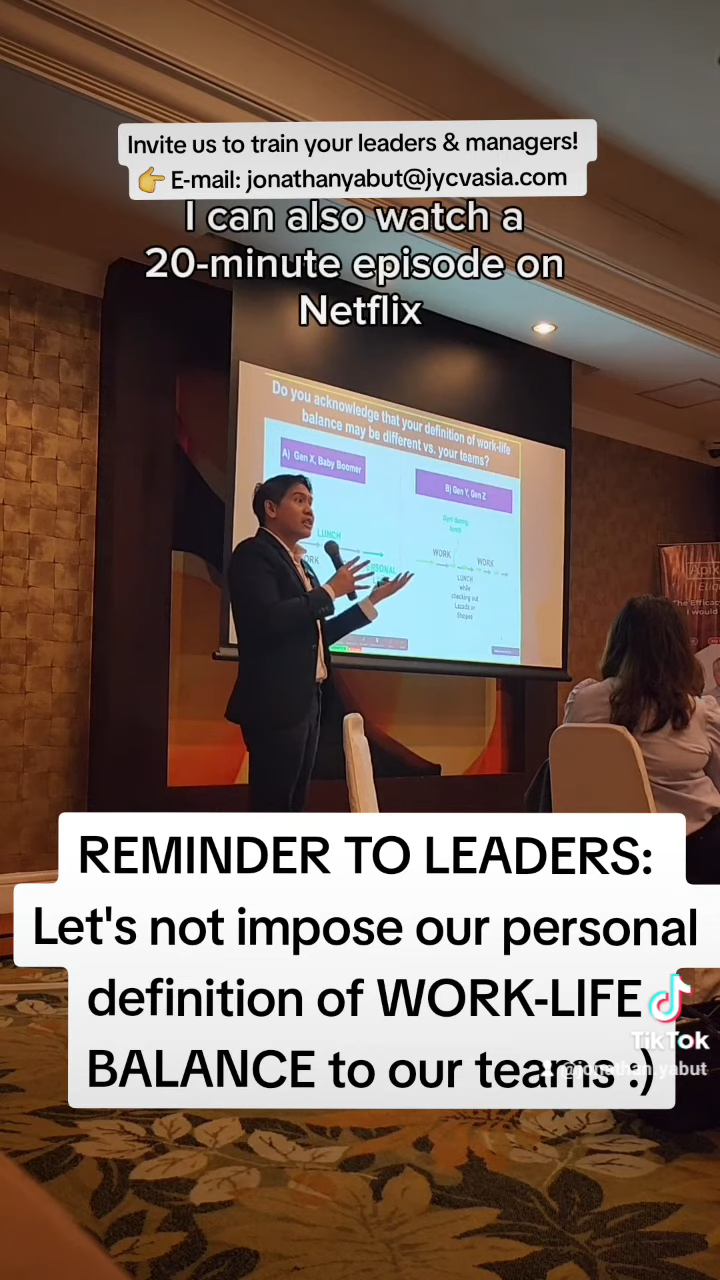 Invite us to train your leaders & managers!
👉 E-mail: jonathanyabut@jycvasia.com
I can also watch a
20-minute episode on
Netflix
Do you acknowledge that your definition of work-life
balance may be different vs. your teams?
A) Gen X, Baby Boomer
B) Gen Y, Gen Z
LUNCH
WORK
WORK
LUNCH
while
checking out
Lazada or
Shopee
REMINDER TO LEADERS:
Let's not impose our personal
definition of WORK-LIFE
BALANCE to our teams :)
TikTok
@jonathan.yabut